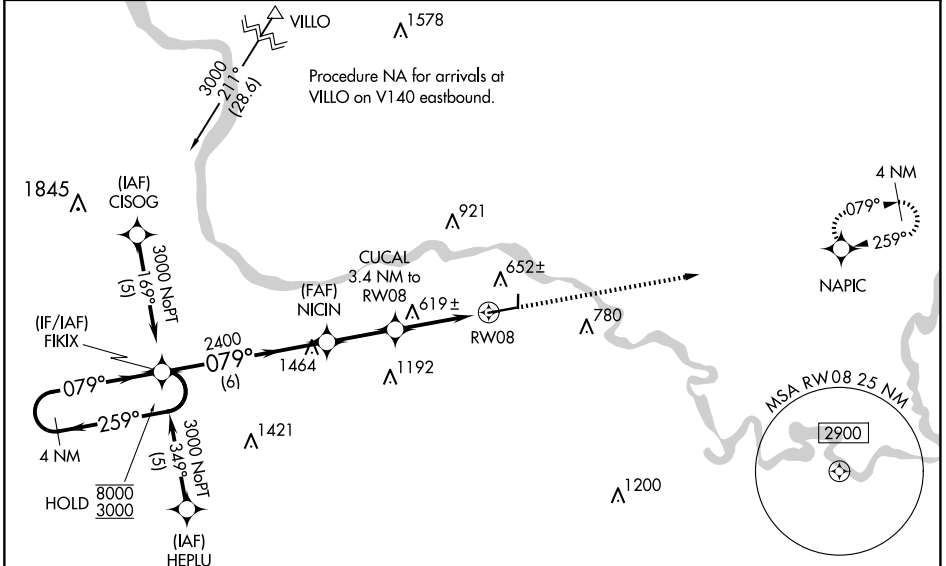 VILLO
1578
3000
211°
(28.6)
Procedure NA for arrivals at
VILLO on V140 eastbound.
1845
(IAF)
CISOG
3000 NoPT
169°
(5)
921
4 NM
079°
259°
NAPIC
CUCAL
3.4 NM to
RW08
652±
(FAF)
NICIN
619±
780
RW08
(IF/IAF)
FIKIX
2400
079°
(6)
1464
1192
079°
259°
4 NM
1421
HOLD
8000
3000
3000 NoPT
349°
(5)
(IAF)
HEPLU
1200
MSA RW08 25 NM
2900